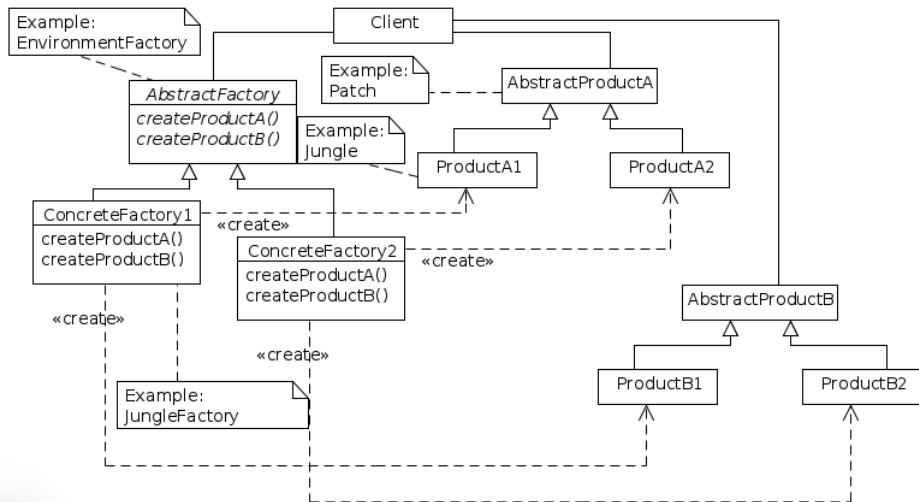 Example:
EnvironmentFactory
Client
Example:
Patch
AbstractProductA
AbstractFactory
createProductA()
createProductB()
Example:
Jungle
ProductA1
ProductA2
ConcreteFactory1
createProductA()
createProductB()
«create»
ConcreteFactory2
createProductA()
createProductB()
«create»
AbstractProductB
«create»
«create»
ProductB1
ProductB2
Example:
JungleFactory